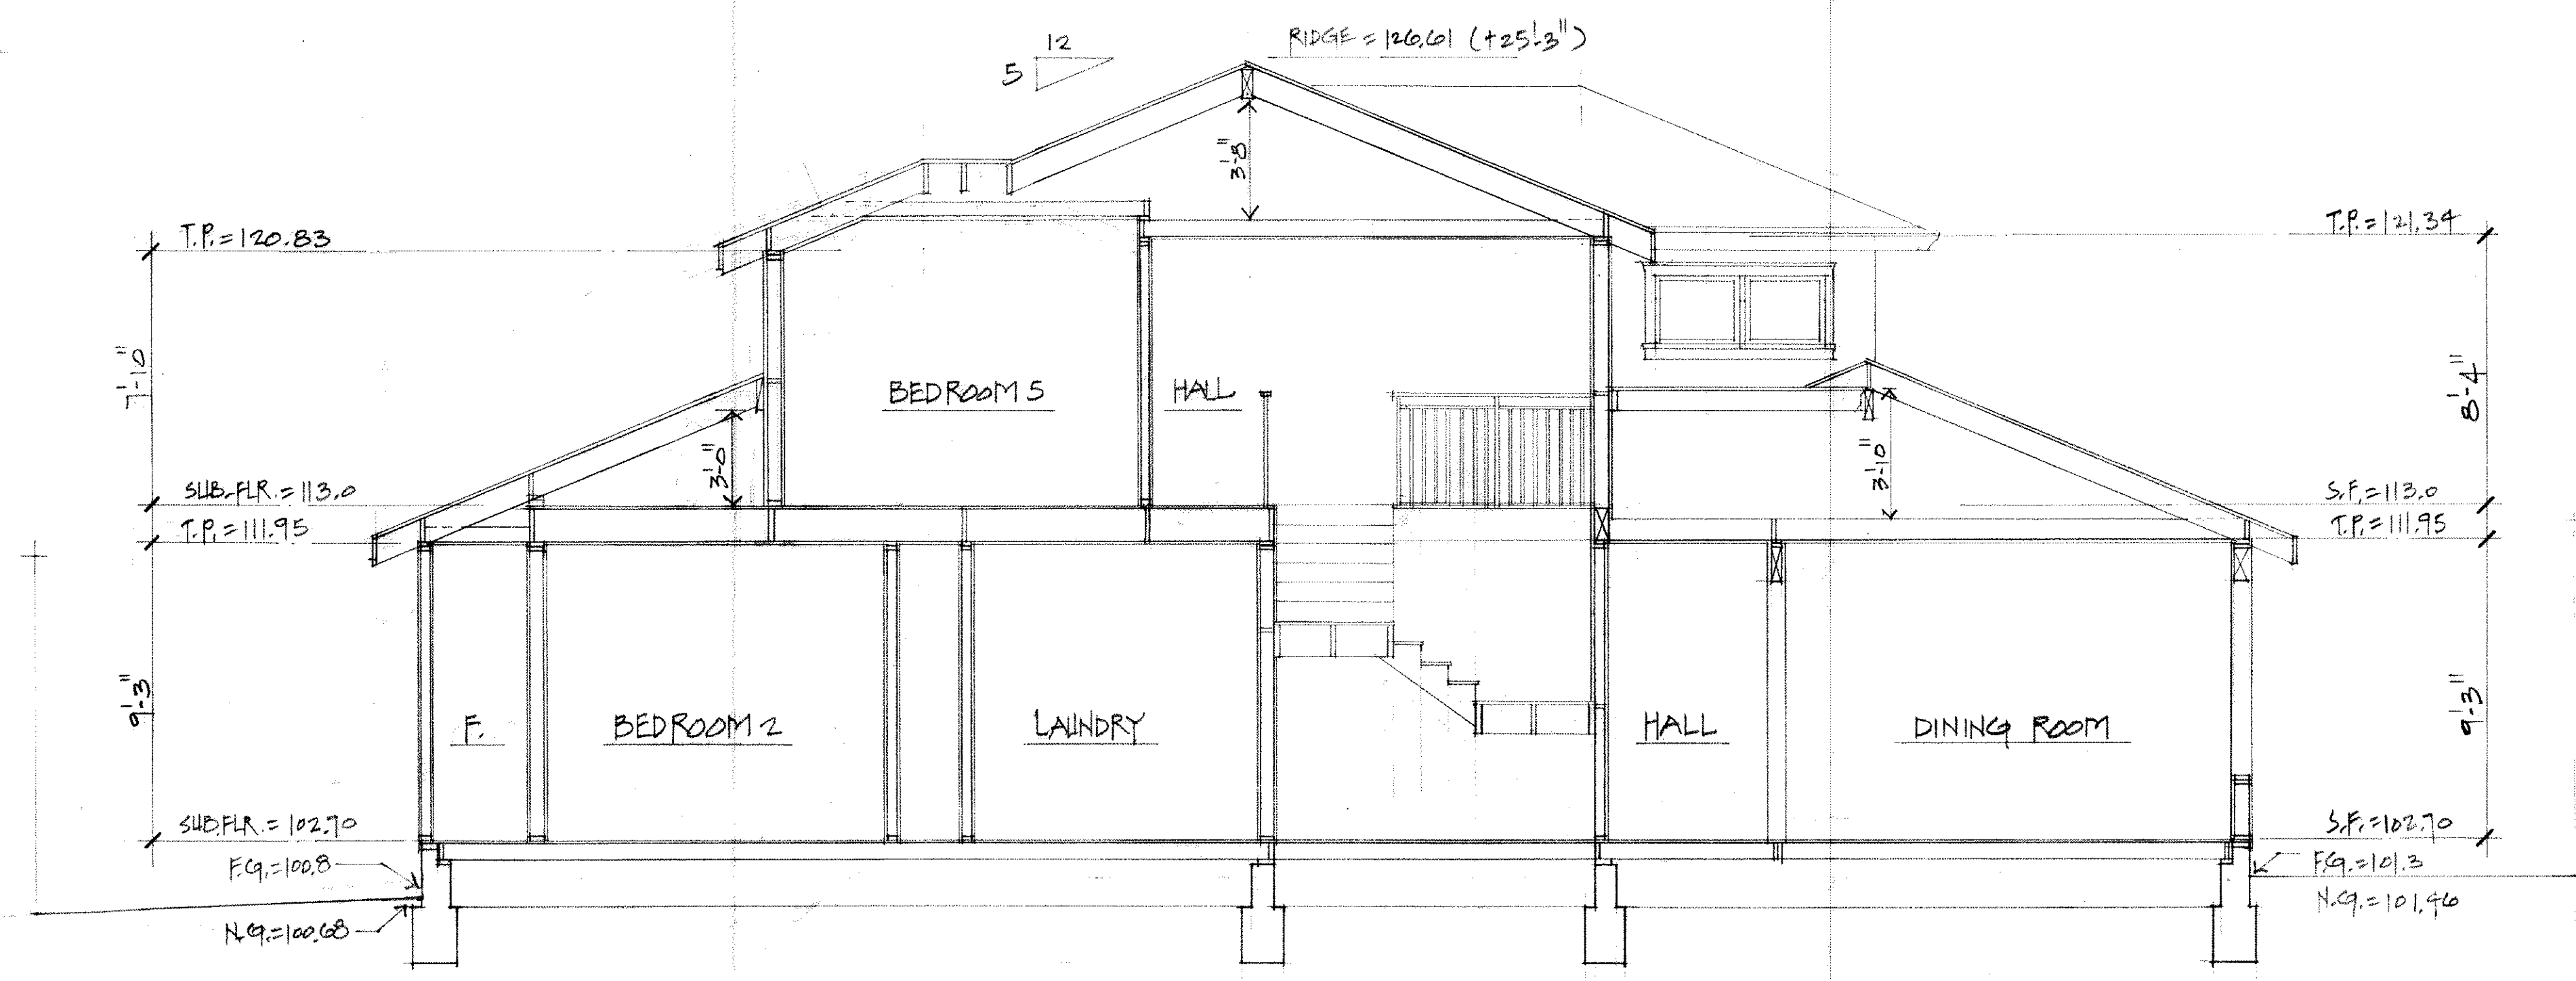 RIDGE = 126.61 (+25'-3")
12
5
3'-8"
T.P. = 120.83
T.P. = 121.34
7'-10"
BEDROOM 5
HALL
8'-4"
3'-0"
3'-10"
SUB-FLR. = 113.0
S.F. = 113.0
T.P. = 111.95
T.P. = 111.95
9'-3"
F.
BEDROOM 2
LAUNDRY
HALL
DINING ROOM
9'-3"
SUB.FLR. = 102.70
S.F. = 102.70
F.G. = 100.8
F.G. = 101.3
N.G. = 100.68
N.G. = 101.46